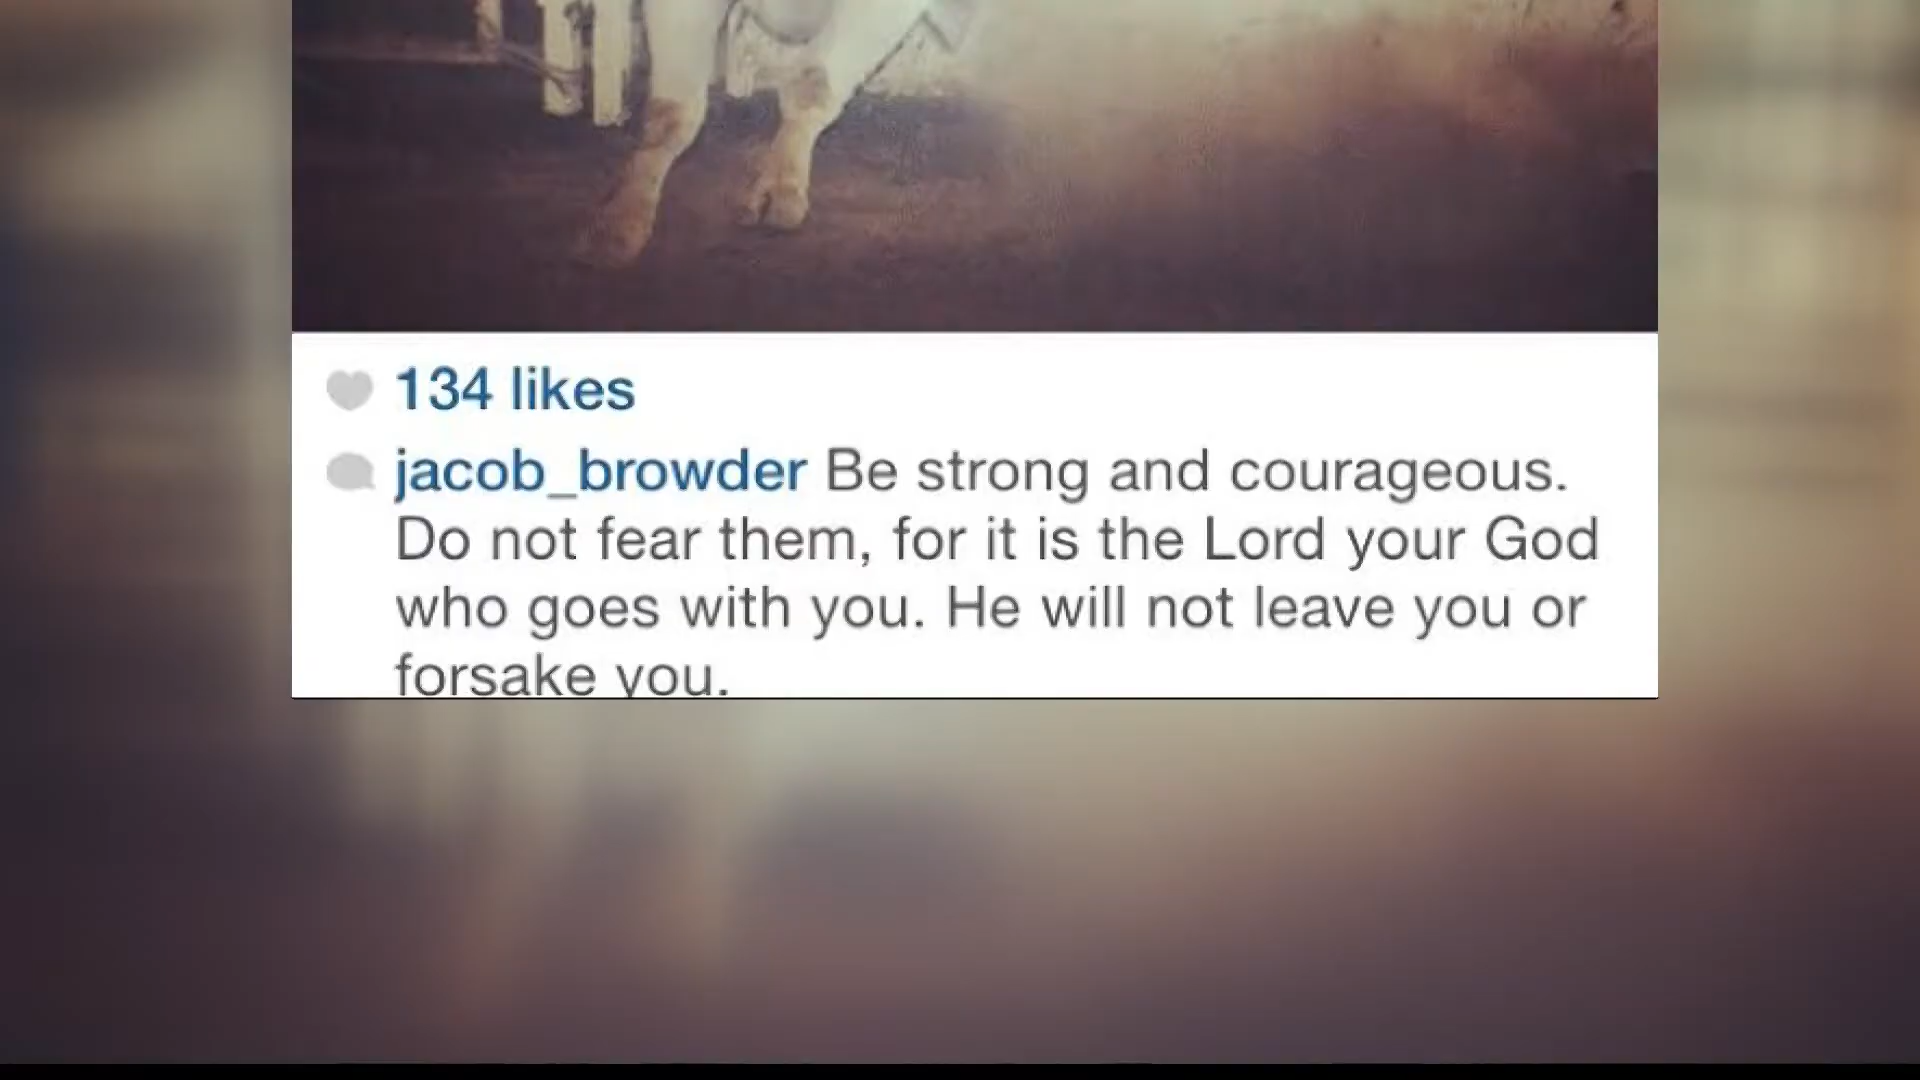 134 likes
jacob_browder Be strong and courageous.
Do not fear them, for it is the Lord your God
who goes with you. He will not leave you or
forsake you.